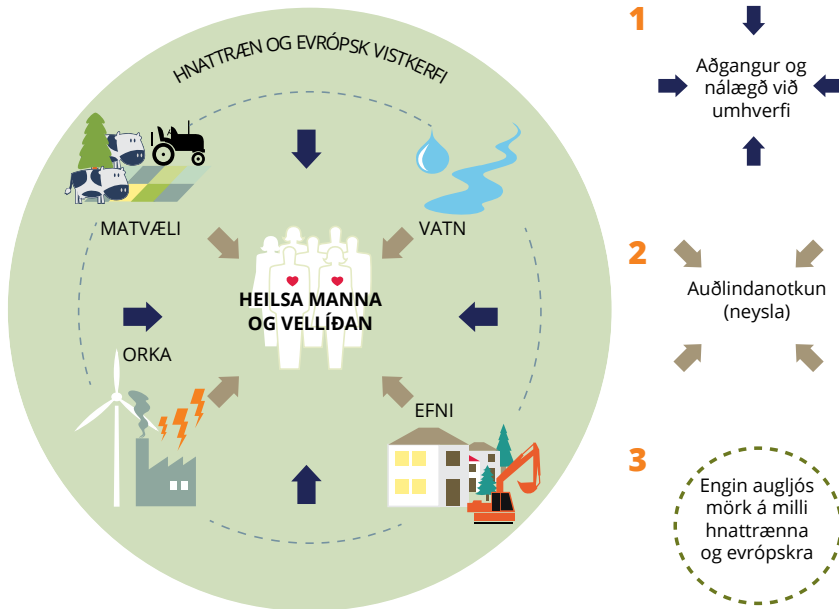 HNATTRÆN OG EVRÓPSK VISTKERFI
MATVÆLI
VATN
HEILSA MANNA
OG VELLÍÐAN
ORKA
EFNI
1
Aðgangur og
nálægð við
umhverfi
2
Auðlindanotkun
(neysla)
3
Engin augljós
mörk á milli
hnattrænna
og evrópskra